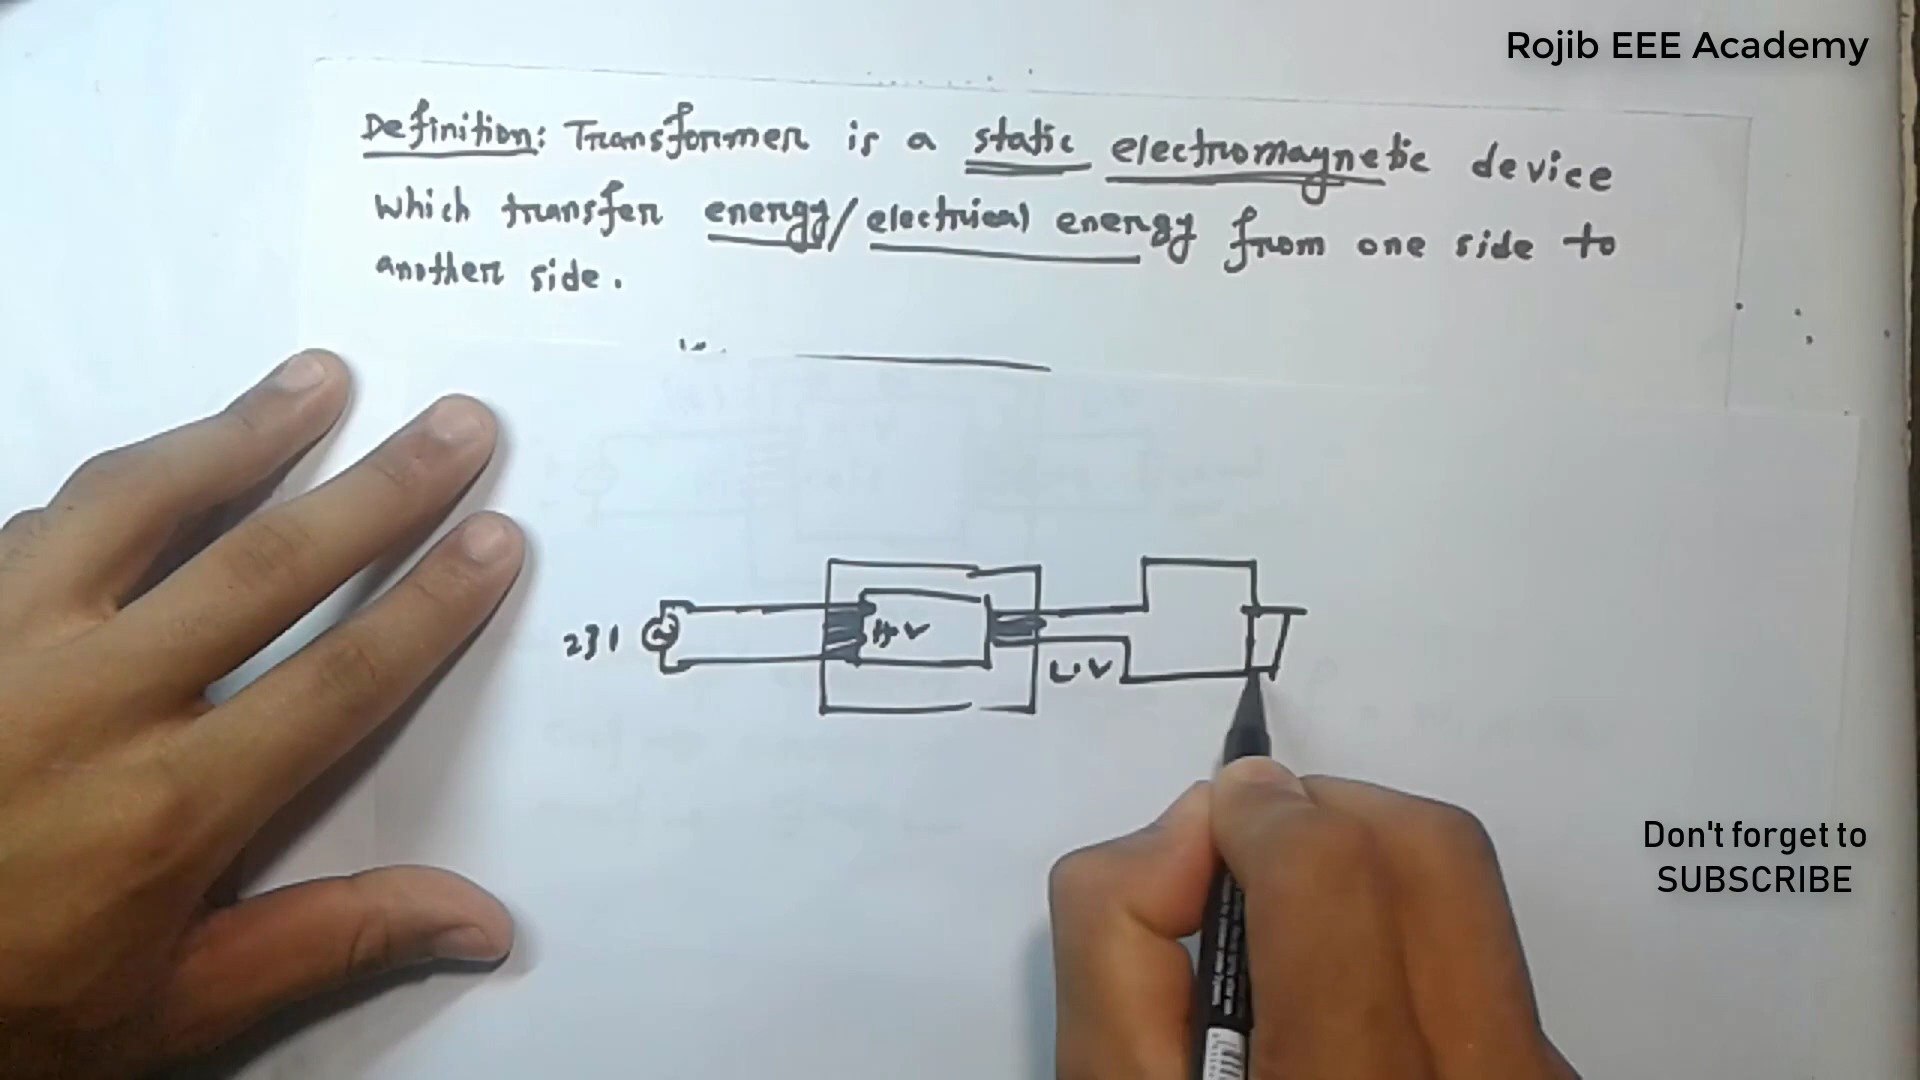 Rojib EEE Academy
Definition: Transformer is a static electromagnetic device
which transfer energy/electrical energy from one side to
another side.
231
LV
Don't forget to
SUBSCRIBE